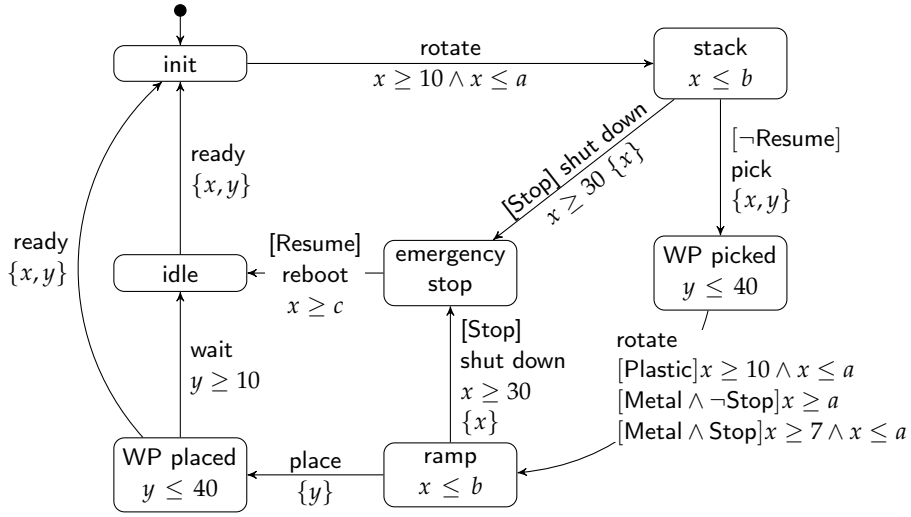 init
rotate
x ≥ 10 ∧ x ≤ a
stack
x ≤ b
[¬Resume]
pick
{x, y}
[Stop] shut down
x ≥ 30 {x}
ready
{x, y}
ready
{x, y}
idle
[Resume]
reboot
x ≥ c
emergency
stop
WP picked
y ≤ 40
wait
y ≥ 10
[Stop]
shut down
x ≥ 30
{x}
rotate
[Plastic]x ≥ 10 ∧ x ≤ a
[Metal ∧ ¬Stop]x ≥ a
[Metal ∧ Stop]x ≥ 7 ∧ x ≤ a
WP placed
y ≤ 40
place
{y}
ramp
x ≤ b